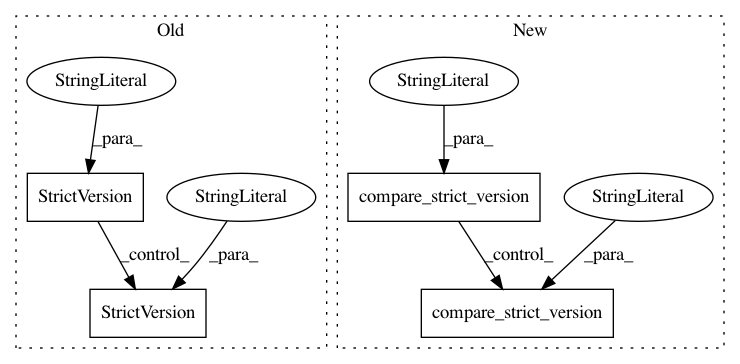 Old
StringLiteral
_para_
StrictVersion
StringLiteral
_control_
_para_
StrictVersion
New
StringLiteral
_para_
compare_strict_version
StringLiteral
_control_
_para_
compare_strict_version